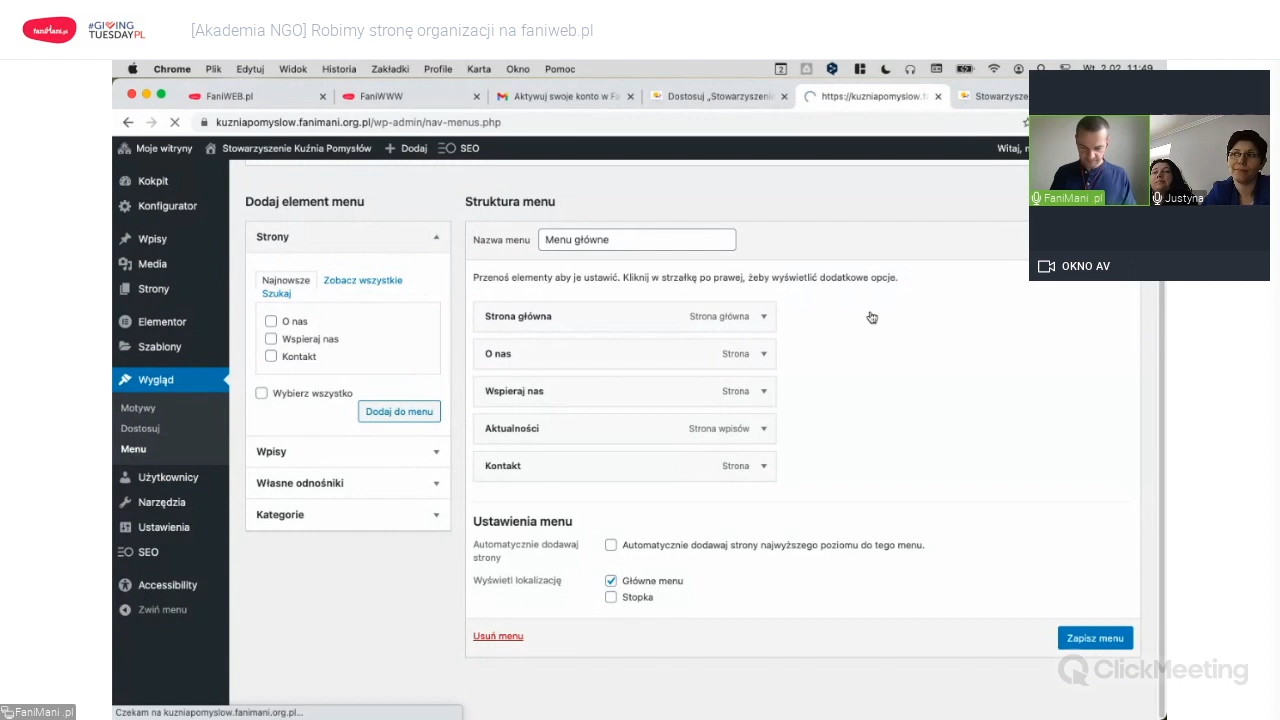 faniMani.pl
#GIVING
TUESDAYPL
[Akademia NGO] Robimy stronę organizacji na faniweb.pl
Chrome Plik Edytuj Widok Historia Zakładki Profile Karta Okno Pomoc
Wt. 2.02 11:49
FaniWEB.pl
FaniWWW
Aktywuj swoje konto w Fa
Dostosuj „Stowarzyszenie
https://kuzniapomyslow.f
Stowarzysze
kuzniapomyslow.fanimani.org.pl/wp-admin/nav-menus.php
Moje witryny Stowarzyszenie Kuźnia Pomysłów Dodaj SEO
Witaj,
Kokpit
Konfigurator
Wpisy
Media
Strony
Elementor
Szablony
Wygląd
Motywy
Dostosuj
Menu
Użytkownicy
Narzędzia
Ustawienia
SEO
Accessibility
Zwiń menu
Dodaj element menu
Strony
Najnowsze Zobacz wszystkie
Szukaj
O nas
Wspieraj nas
Kontakt
Wybierz wszystko
Dodaj do menu
Wpisy
Własne odnośniki
Kategorie
Struktura menu
Nazwa menu Menu główne
Przenoś elementy aby je ustawić. Kliknij w strzałkę po prawej, żeby wyświetlić dodatkowe opcje.
Strona główna Strona główna
O nas Strona
Wspieraj nas Strona
Aktualności Strona wpisów
Kontakt Strona
Ustawienia menu
Automatycznie dodawaj
strony
Automatycznie dodawaj strony najwyższego poziomu do tego menu.
Wyświetl lokalizację
Główne menu
Stopka
Usuń menu
Zapisz menu
FaniMani .pl
Justyna
OKNO AV
ClickMeeting
FaniMani .pl
Czekam na kuzniapomyslow.fanimani.org.pl...